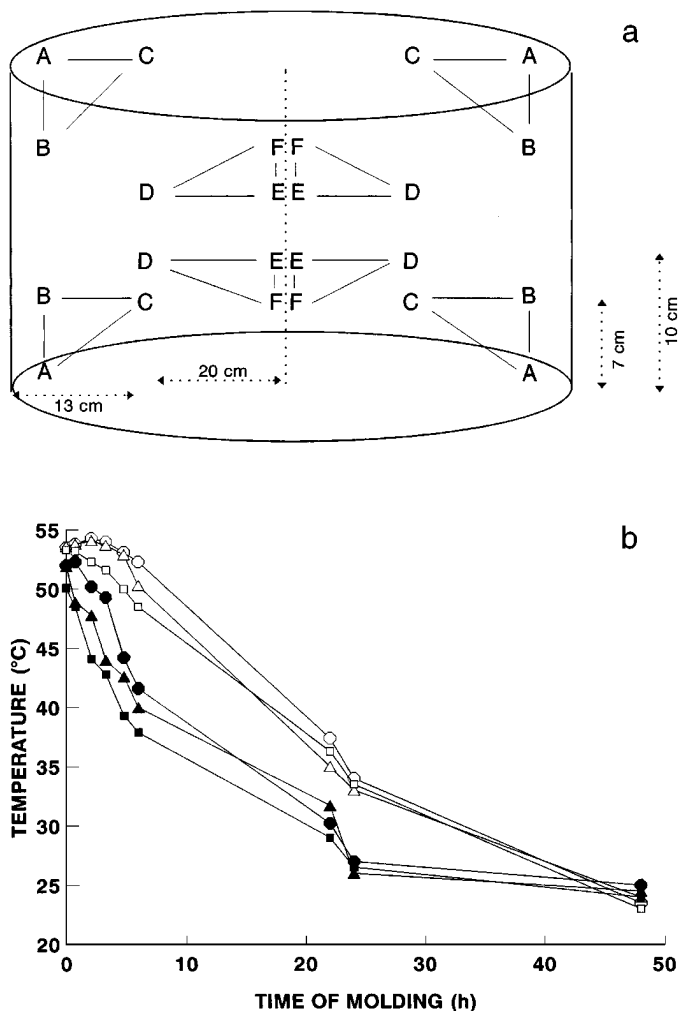 a
A C C A
B B
F F
D E E D
D E E D
B C F F C B
A A
7 cm
10 cm
20 cm
13 cm
b
TEMPERATURE (°C)
55
50
45
40
35
30
25
20
0 10 20 30 40 50
TIME OF MOLDING (h)